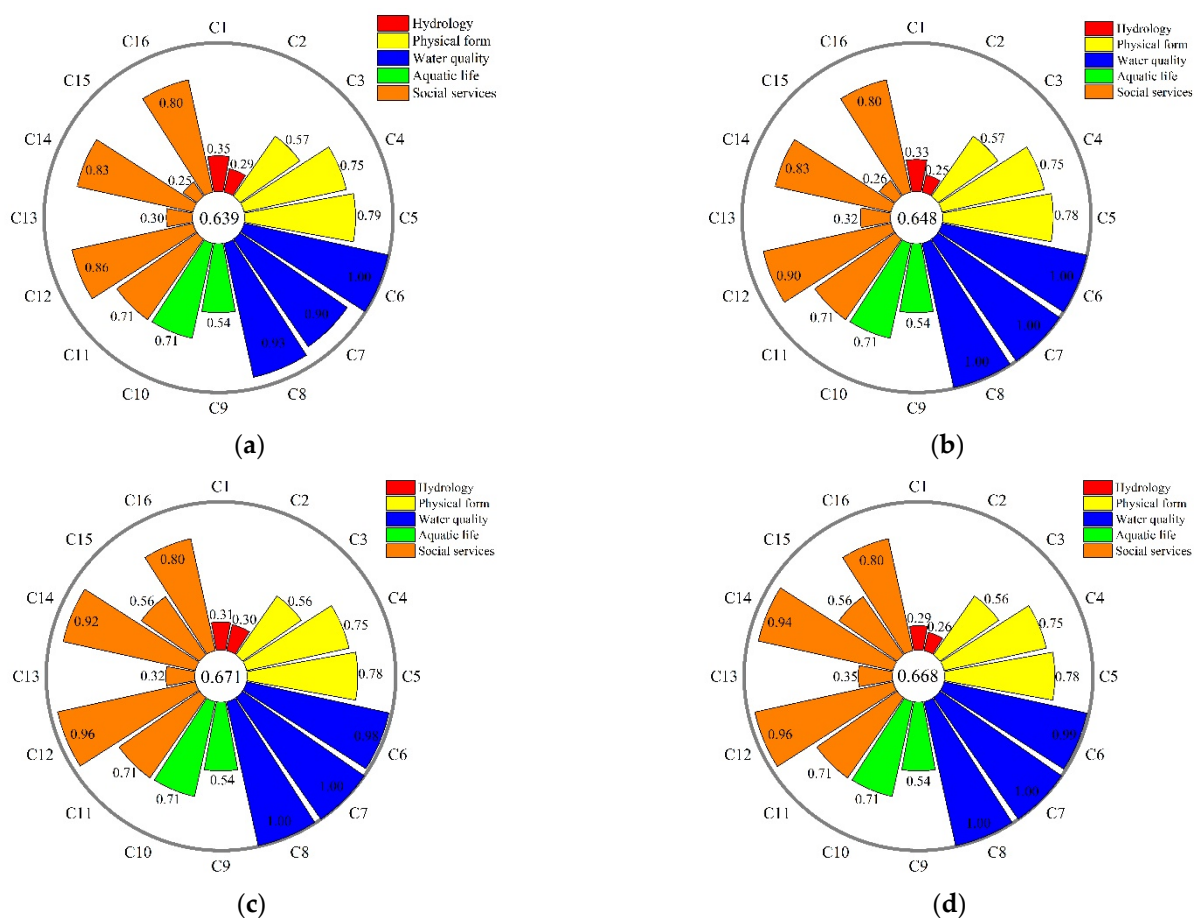 C1
C2
C3
C4
C5
C6
C7
C8
C9
C10
C11
C12
C13
C14
C15
C16
Hydrology
Physical form
Water quality
Aquatic life
Social services
0.35
0.29
0.57
0.75
0.79
1.00
0.90
0.93
0.54
0.71
0.71
0.86
0.30
0.83
0.25
0.80
0.639
(a)
C1
C2
C3
C4
C5
C6
C7
C8
C9
C10
C11
C12
C13
C14
C15
C16
Hydrology
Physical form
Water quality
Aquatic life
Social services
0.33
0.25
0.57
0.75
0.78
1.00
1.00
1.00
0.54
0.71
0.71
0.90
0.32
0.83
0.26
0.80
0.648
(b)
C1
C2
C3
C4
C5
C6
C7
C8
C9
C10
C11
C12
C13
C14
C15
C16
Hydrology
Physical form
Water quality
Aquatic life
Social services
0.31
0.30
0.56
0.75
0.78
0.98
1.00
1.00
0.54
0.71
0.71
0.96
0.32
0.92
0.56
0.80
0.671
(c)
C1
C2
C3
C4
C5
C6
C7
C8
C9
C10
C11
C12
C13
C14
C15
C16
Hydrology
Physical form
Water quality
Aquatic life
Social services
0.29
0.26
0.56
0.75
0.78
0.99
1.00
1.00
0.54
0.71
0.71
0.96
0.35
0.94
0.56
0.80
0.668
(d)